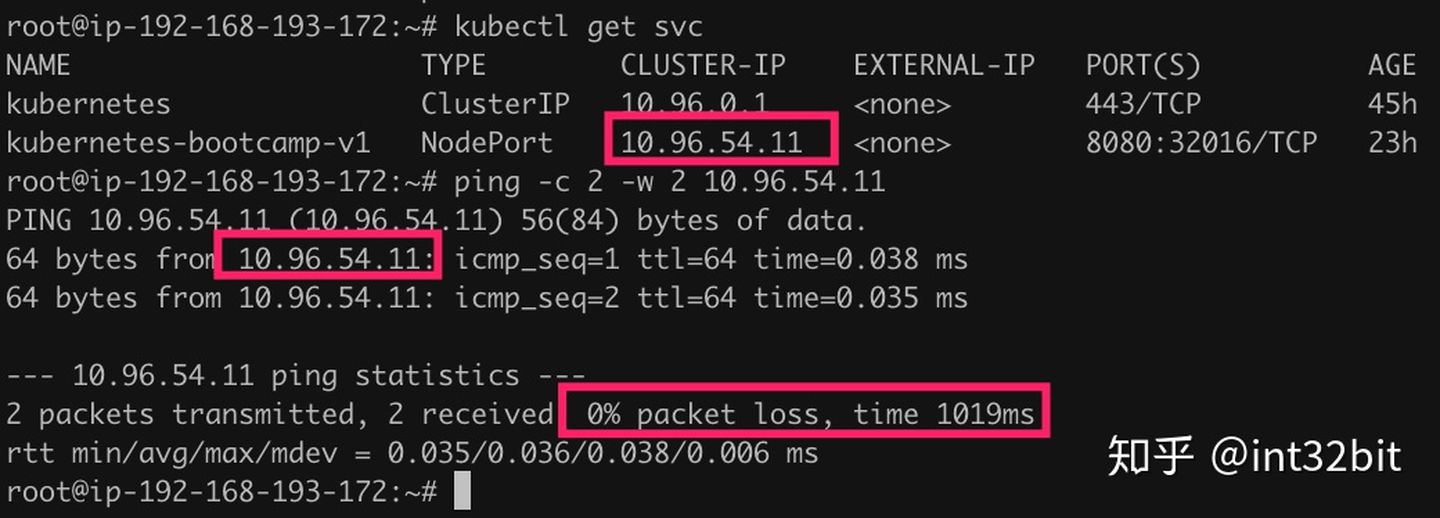 root@ip-192-168-193-172:~# kubectl get svc
NAME TYPE CLUSTER-IP EXTERNAL-IP PORT(S) AGE
kubernetes ClusterIP 10.96.0.1 <none> 443/TCP 45h
kubernetes-bootcamp-v1 NodePort 10.96.54.11 <none> 8080:32016/TCP 23h
root@ip-192-168-193-172:~# ping -c 2 -w 2 10.96.54.11
PING 10.96.54.11 (10.96.54.11) 56(84) bytes of data.
64 bytes from 10.96.54.11: icmp_seq=1 ttl=64 time=0.038 ms
64 bytes from 10.96.54.11: icmp_seq=2 ttl=64 time=0.035 ms
--- 10.96.54.11 ping statistics ---
2 packets transmitted, 2 received 0% packet loss, time 1019ms
rtt min/avg/max/mdev = 0.035/0.036/0.038/0.006 ms
root@ip-192-168-193-172:~#
知乎 @int32bit